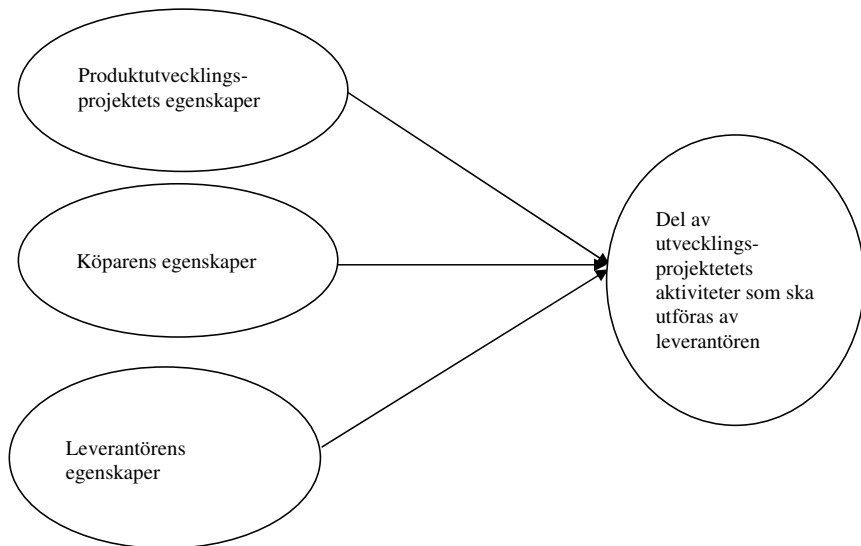 Produktutvecklings-
projektets egenskaper
Köparens egenskaper
Leverantörens
egenskaper
Del av
utvecklings-
projektetets
aktiviteter som ska
utföras av
leverantören